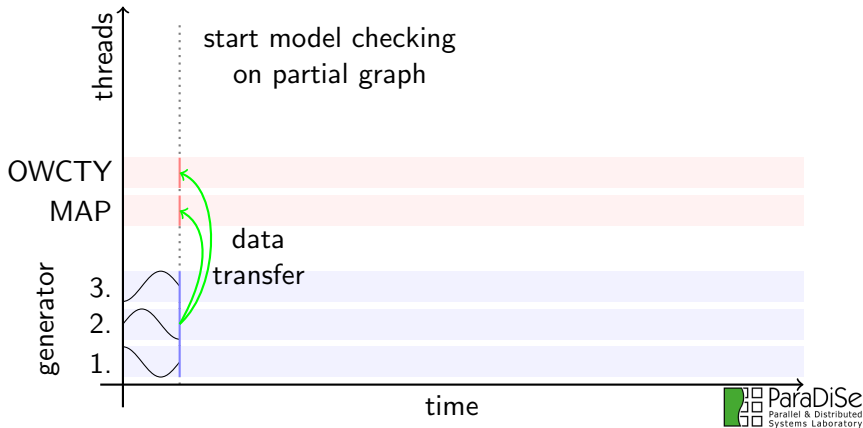 threads
start model checking
on partial graph
OWCTY
MAP
data
transfer
generator
3.
2.
1.
time
ParaDiSe
Parallel & Distributed
Systems Laboratory